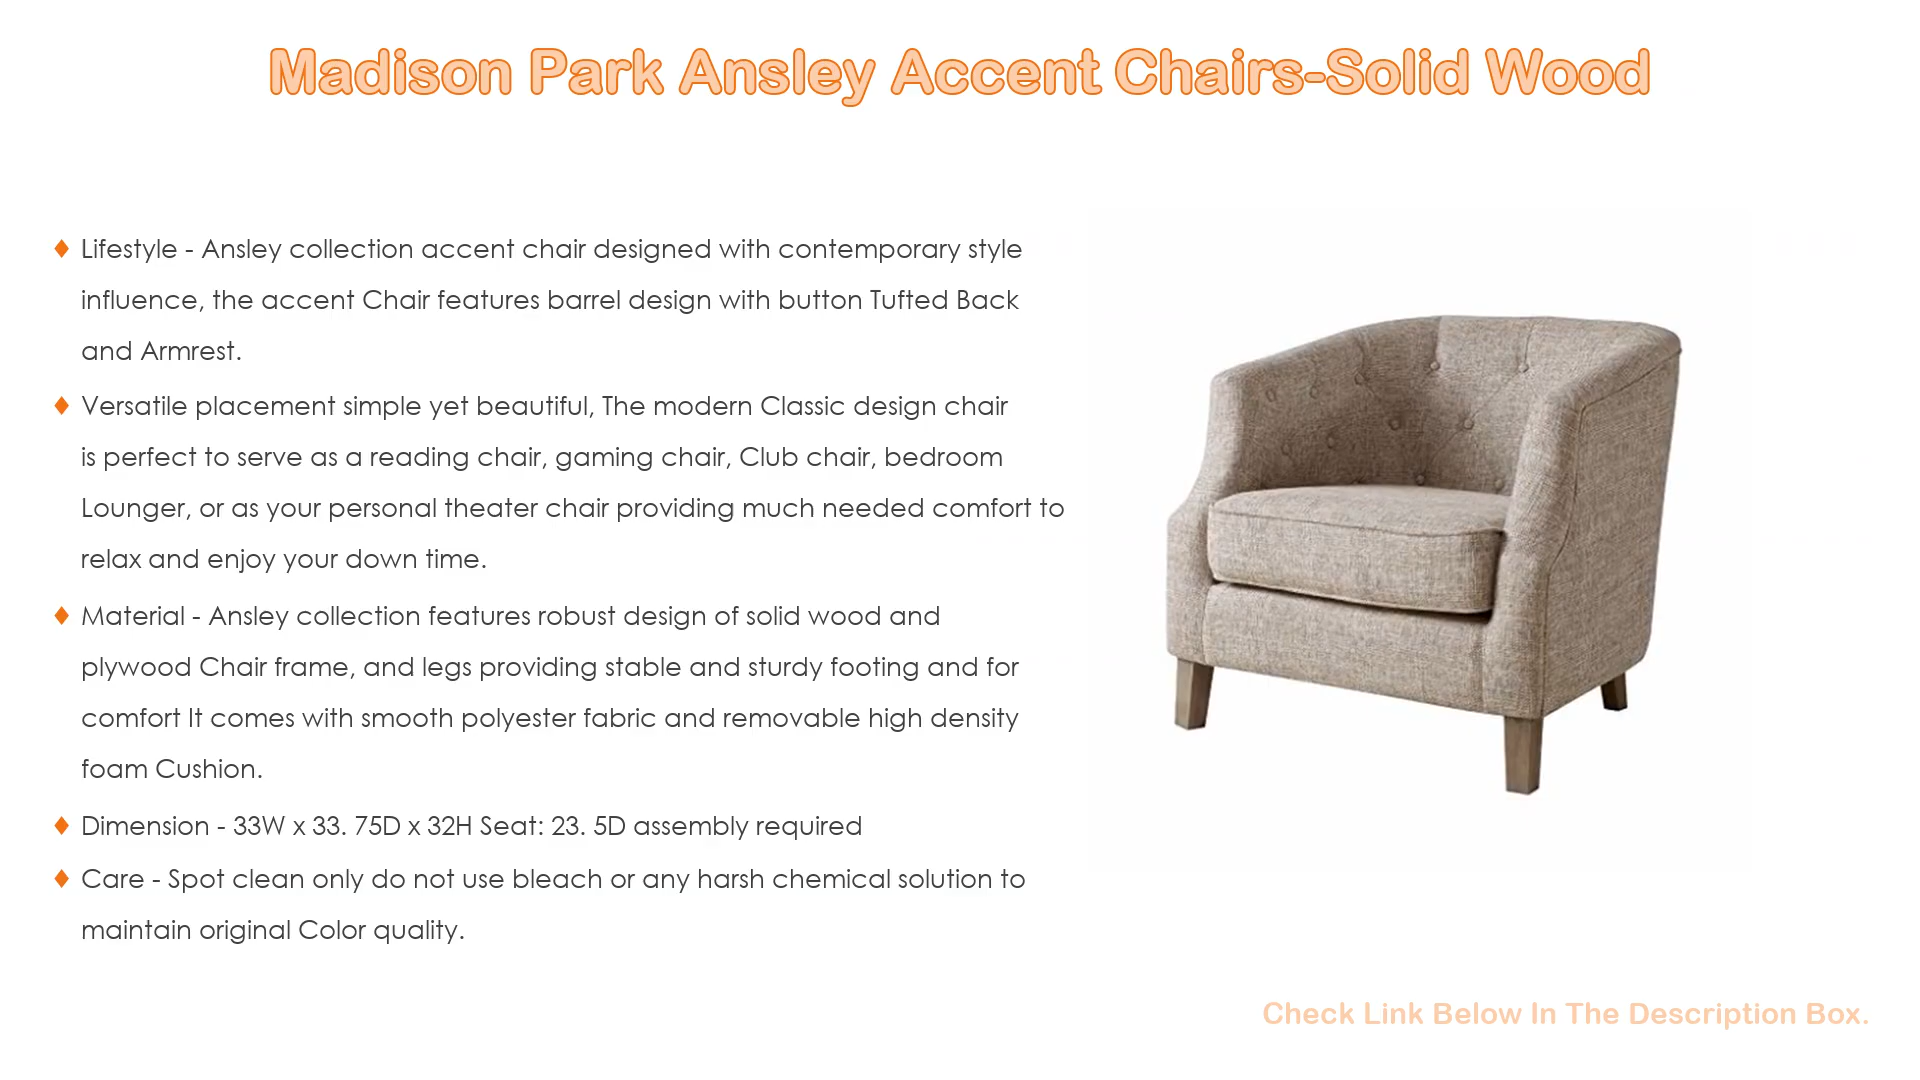 Madison Park Ansley Accent Chairs-Solid Wood
♦ Lifestyle - Ansley collection accent chair designed with contemporary style
influence, the accent Chair features barrel design with button Tufted Back
and Armrest.
♦ Versatile placement simple yet beautiful, The modern Classic design chair
is perfect to serve as a reading chair, gaming chair, Club chair, bedroom
Lounger, or as your personal theater chair providing much needed comfort to
relax and enjoy your down time.
♦ Material - Ansley collection features robust design of solid wood and
plywood Chair frame, and legs providing stable and sturdy footing and for
comfort It comes with smooth polyester fabric and removable high density
foam Cushion.
♦ Dimension - 33W x 33. 75D x 32H Seat: 23. 5D assembly required
♦ Care - Spot clean only do not use bleach or any harsh chemical solution to
maintain original Color quality.
Check Link Below In The Description Box.